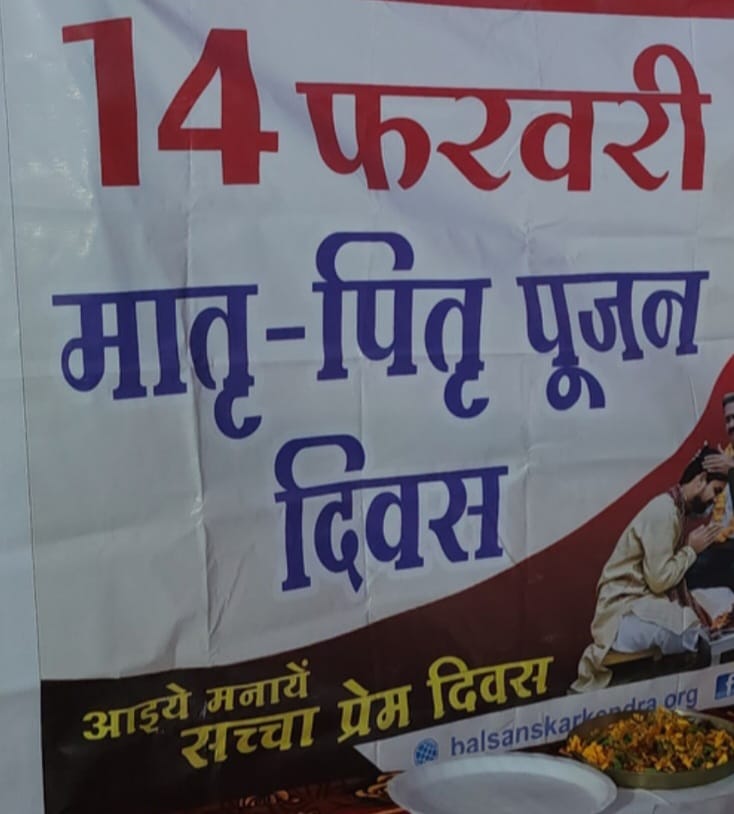 14 फरवरी
मातृ-पितृ पूजन
दिवस
आइये मनायें
सच्चा प्रेम दिवस
balsanskarkendra.org